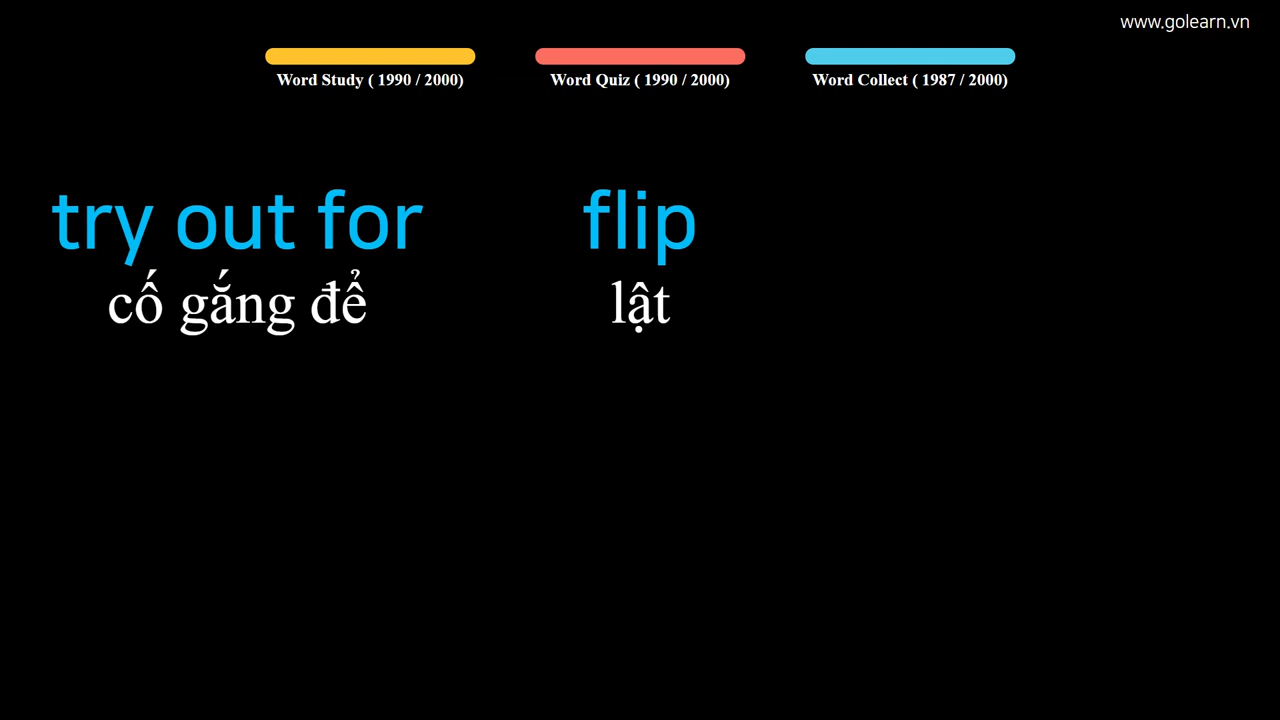 www.golearn.vn
Word Study ( 1990 / 2000)
Word Quiz ( 1990 / 2000)
Word Collect ( 1987 / 2000)
try out for
cố gắng để
flip
lật